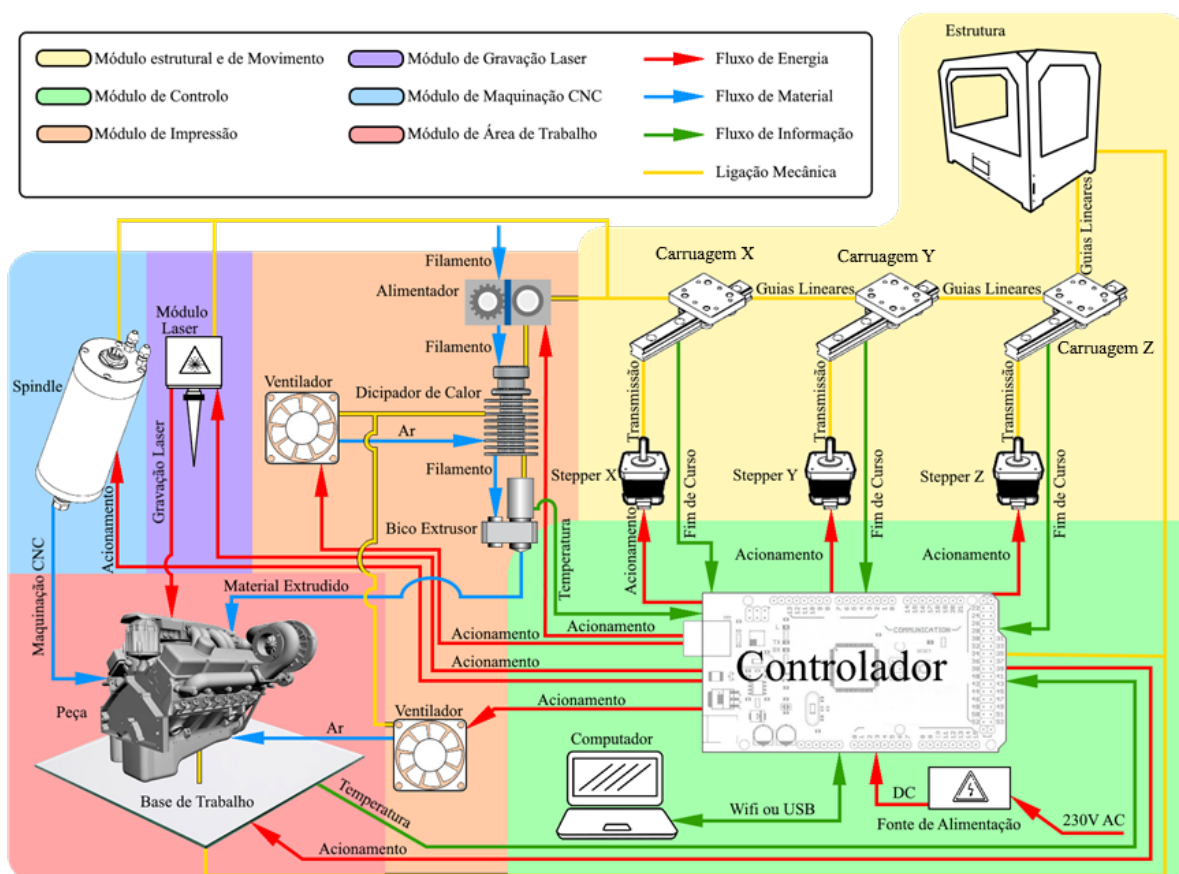 Estrutura
Módulo estrutural e de Movimento
Módulo de Gravação Laser
Fluxo de Energia
Módulo de Controlo
Módulo de Maquinação CNC
Fluxo de Material
Módulo de Impressão
Módulo de Área de Trabalho
Fluxo de Informação
Ligação Mecânica
Guias Lineares
Carruagem X
Carruagem Y
Guias Lineares
Guias Lineares
Carruagem Z
Filamento
Alimentador
Filamento
Módulo
Laser
Spindle
Ventilador
Dicipador de Calor
Ar
Filamento
Bico Extrusor
Transmissão
Transmissão
Transmissão
Stepper X
Stepper Y
Stepper Z
Fim de Curso
Fim de Curso
Fim de Curso
Gravação Laser
Acionamento
Maquinação CNC
Temperatura
Material Extrudido
Acionamento
Acionamento
Acionamento
Acionamento
Acionamento
Acionamento
Acionamento
COMMUNICATION
Controlador
Peça
Ar
Ventilador
Base de Trabalho
Temperatura
Computador
Wifi ou USB
DC
Fonte de Alimentação
230V AC
Acionamento